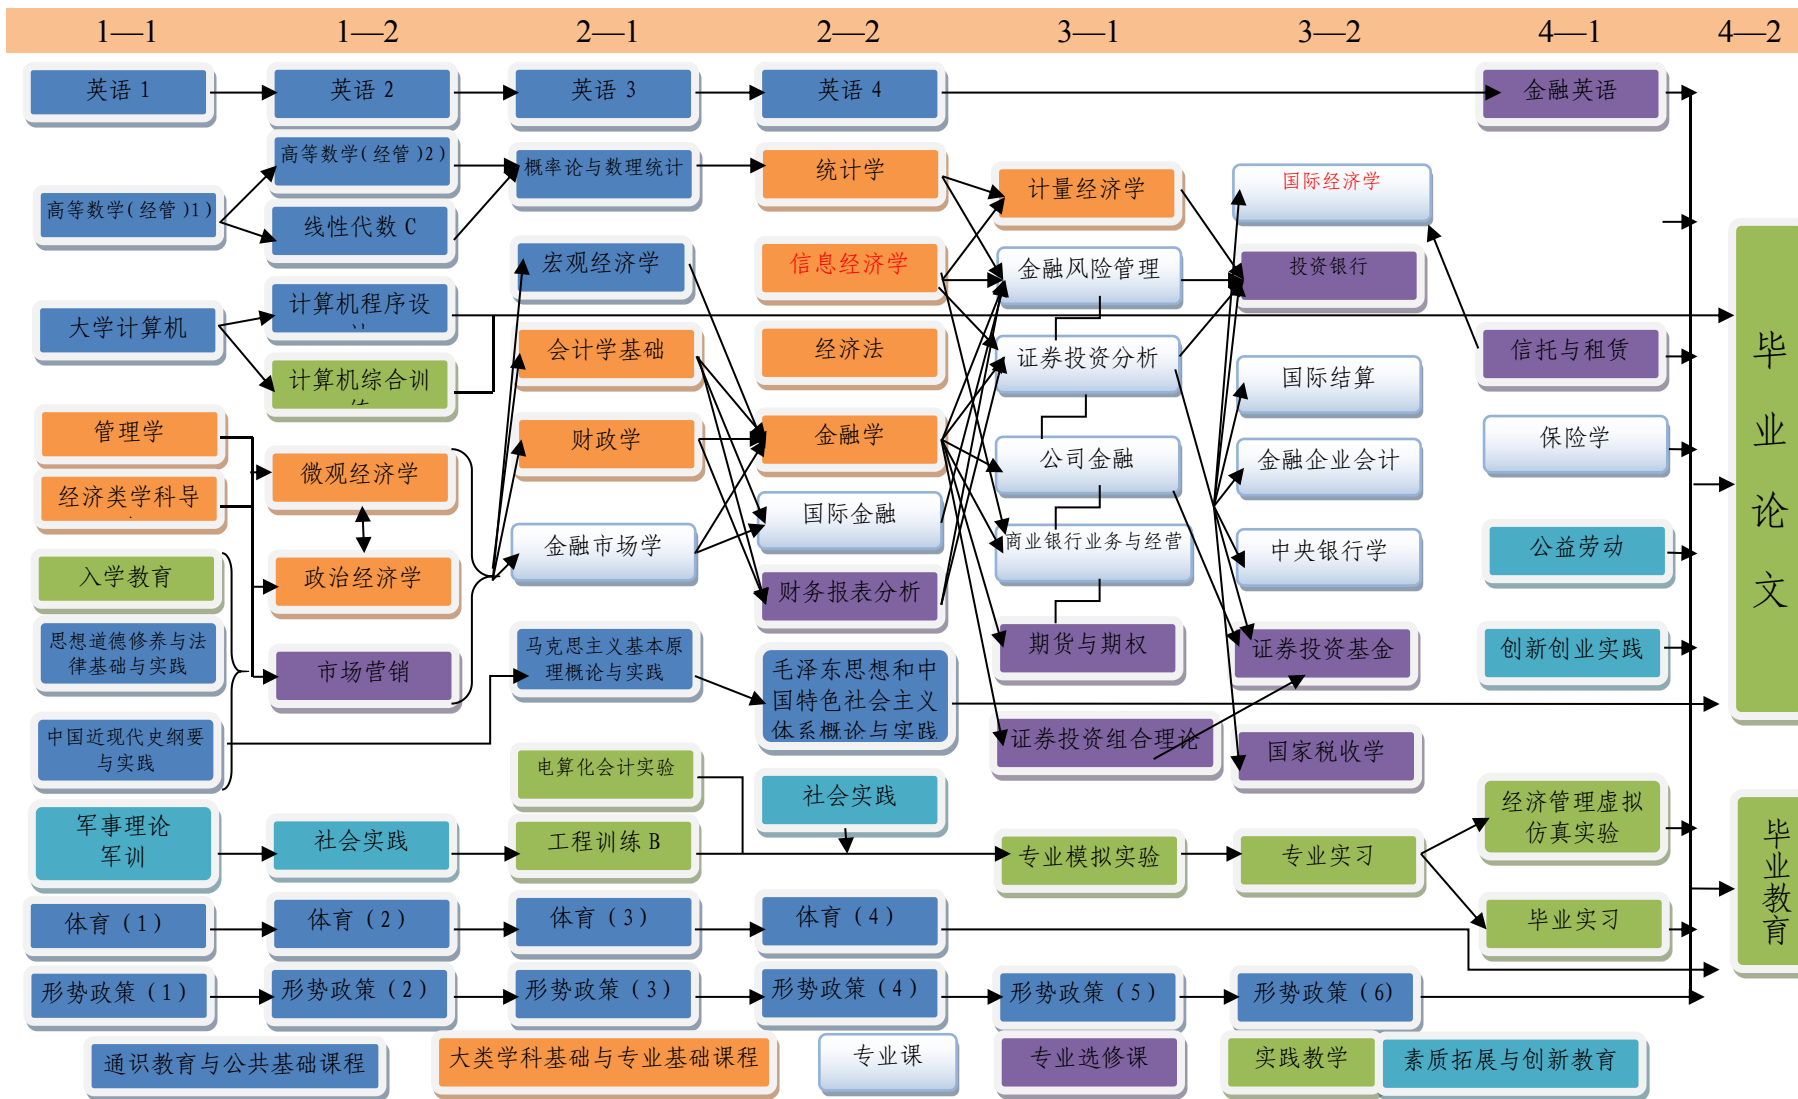 1—1
1—2
2—1
2—2
3—1
3—2
4—1
4—2
英语 1
英语 2
英语 3
英语 4
金融英语
高等数学(经管)1)
高等数学(经管)2)
线性代数 C
概率论与数理统计
统计学
计量经济学
国际经济学
大学计算机
计算机程序设
计算机综合训
宏观经济学
信息经济学
金融风险管理
投资银行
会计学基础
经济法
证券投资分析
国际结算
信托与租赁
管理学
经济类学科导
微观经济学
财政学
金融学
公司金融
金融企业会计
保险学
入学教育
政治经济学
金融市场学
国际金融
商业银行业务与经营
中央银行学
公益劳动
思想道德修养与法
律基础与实践
市场营销
马克思主义基本原
理概论与实践
财务报表分析
毛泽东思想和中
国特色社会主义
体系概论与实践
期货与期权
证券投资基金
创新创业实践
中国近现代史纲要
与实践
证券投资组合理论
国家税收学
电算化会计实验
社会实践
军事理论
军训
社会实践
工程训练 B
专业模拟实验
专业实习
经济管理虚拟
仿真实验
毕业实习
体育（1）
体育（2）
体育（3）
体育（4）
形势政策（1）
形势政策（2）
形势政策（3）
形势政策（4）
形势政策（5）
形势政策（6）
毕
业
论
文
毕
业
教
育
通识教育与公共基础课程
大类学科基础与专业基础课程
专业课
专业选修课
实践教学
素质拓展与创新教育